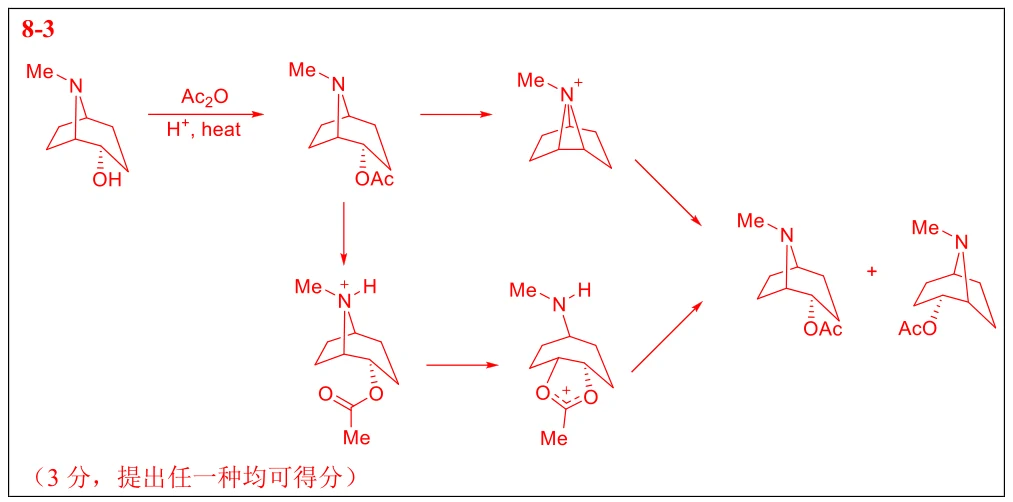 8-3
Me N
Ac₂O
H⁺, heat
OH
Me N
OAc
Me N⁺
Me N⁺ H
O O
Me
Me N H
O + O
Me
Me N
OAc
+
Me N
AcO
(3 分，提出任一种均可得分)